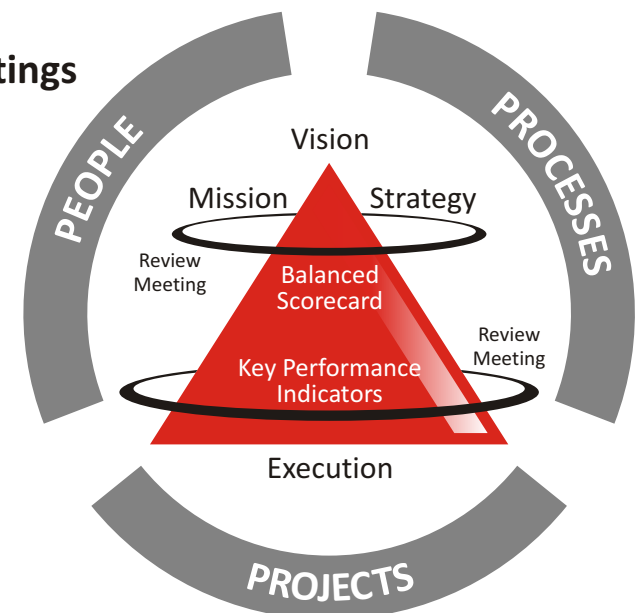 tings
PEOPLE
PROCESSES
Vision
Mission Strategy
Review
Meeting
Balanced
Scorecard
Review
Meeting
Key Performance
Indicators
Execution
PROJECTS